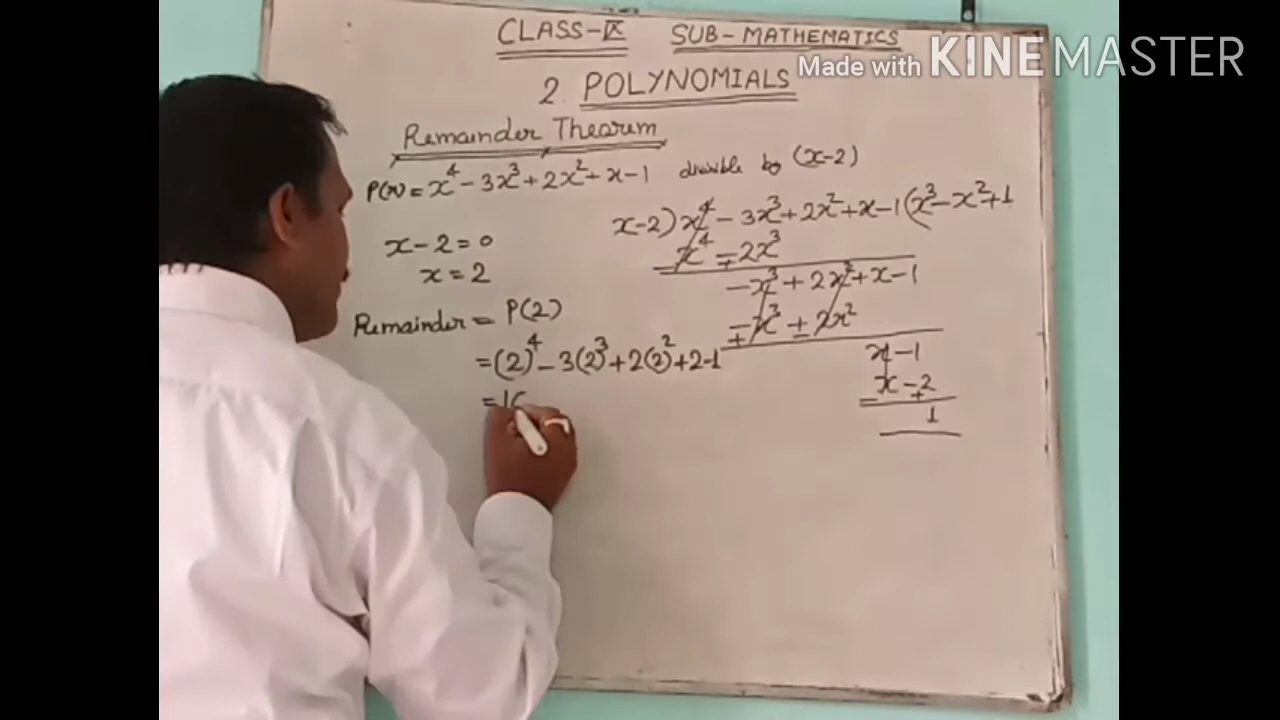 CLASS-IX SUB-MATHEMATICS
Made with KINEMASTER
2 POLYNOMIALS
Remainder Theorem
P(x) = x⁴ - 3x³ + 2x² + x - 1 divisible by (x-2)
x - 2 = 0
x = 2
Remainder = P(2)
= (2)⁴ - 3(2)³ + 2(2)² + 2 - 1
= 16
x-2) x⁴ - 3x³ + 2x² + x - 1 (x³ - x² + 1
x⁴ - 2x³
- +
- x³ + 2x² + x - 1
- x³ + 2x²
+ -
x - 1
x - 2
- +
1